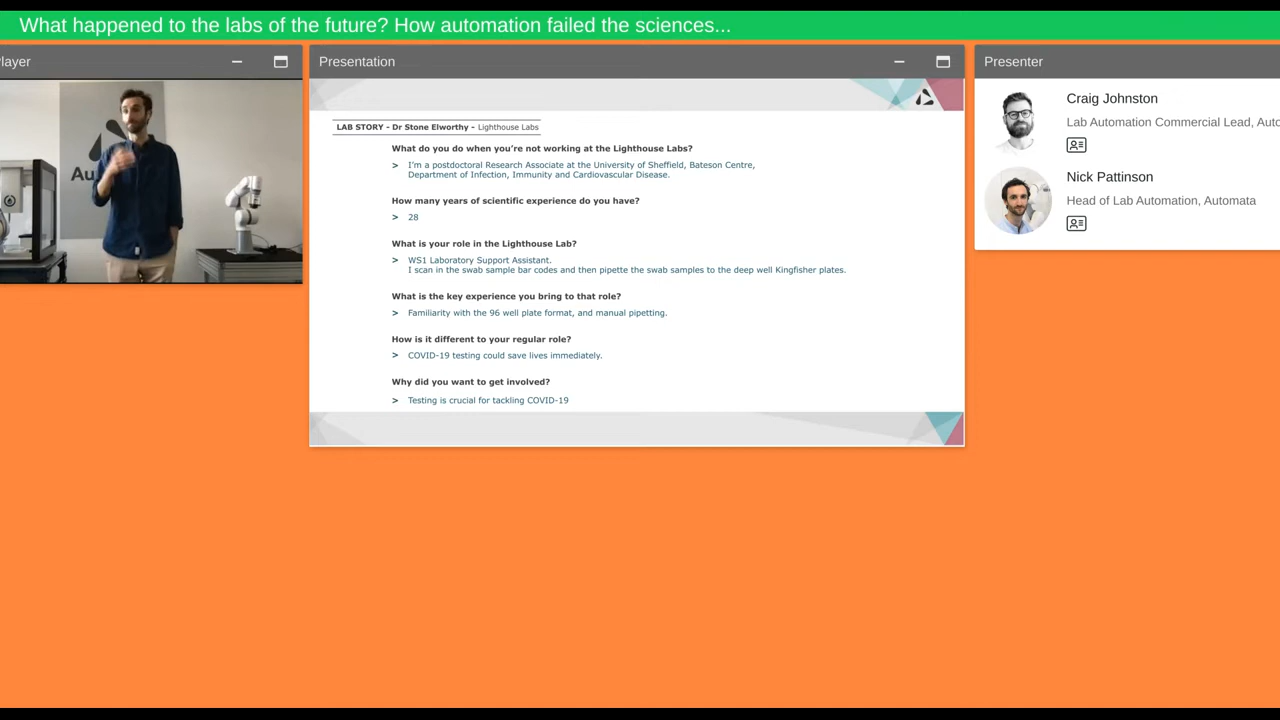 What happened to the labs of the future? How automation failed the sciences...
layer
Presentation
Presenter
Au
LAB STORY - Dr Stone Elworthy - Lighthouse Labs
What do you do when you're not working at the Lighthouse Labs?
> I'm a postdoctoral Research Associate at the University of Sheffield, Bateson Centre,
Department of Infection, Immunity and Cardiovascular Disease.
How many years of scientific experience do you have?
> 28
What is your role in the Lighthouse Lab?
> WS1 Laboratory Support Assistant.
I scan in the swab sample bar codes and then pipette the swab samples to the deep well Kingfisher plates.
What is the key experience you bring to that role?
> Familiarity with the 96 well plate format, and manual pipetting.
How is it different to your regular role?
> COVID-19 testing could save lives immediately.
Why did you want to get involved?
> Testing is crucial for tackling COVID-19
Craig Johnston
Lab Automation Commercial Lead, Auto
Nick Pattinson
Head of Lab Automation, Automata